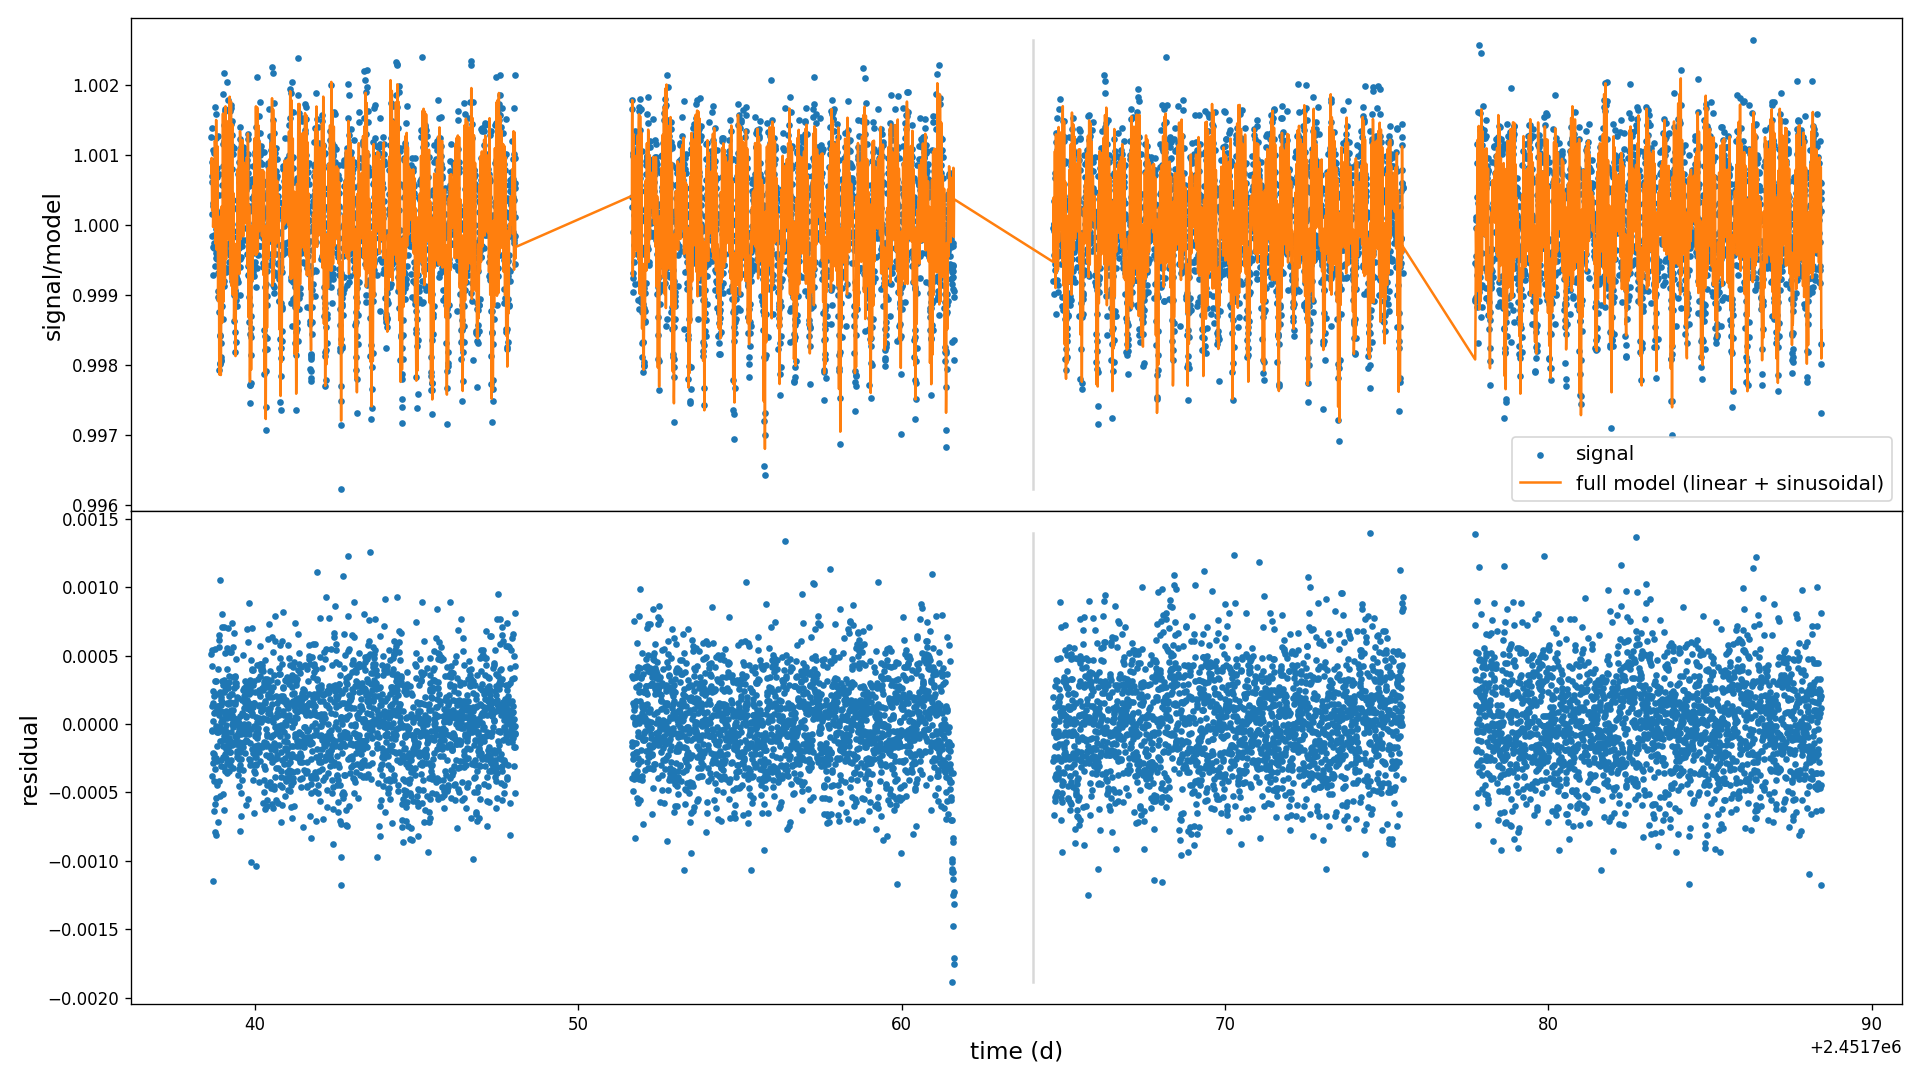 signal/model
1.002
1.001
1.000
0.999
0.998
0.997
0.996
signal
full model (linear + sinusoidal)
residual
0.0015
0.0010
0.0005
0.0000
−0.0005
−0.0010
−0.0015
−0.0020
40 50 60 70 80 90
time (d)
+2.4517e6